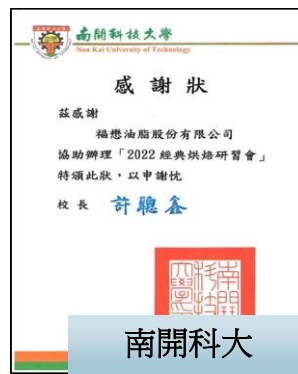 南開科技大學
Nan Kai University of Technology
感謝狀
茲感謝
福懋油脂股份有限公司
協助辦理「2022經典烘焙研習會」
特頒此狀，以申謝忱
校長 許聰鑫
南開科大